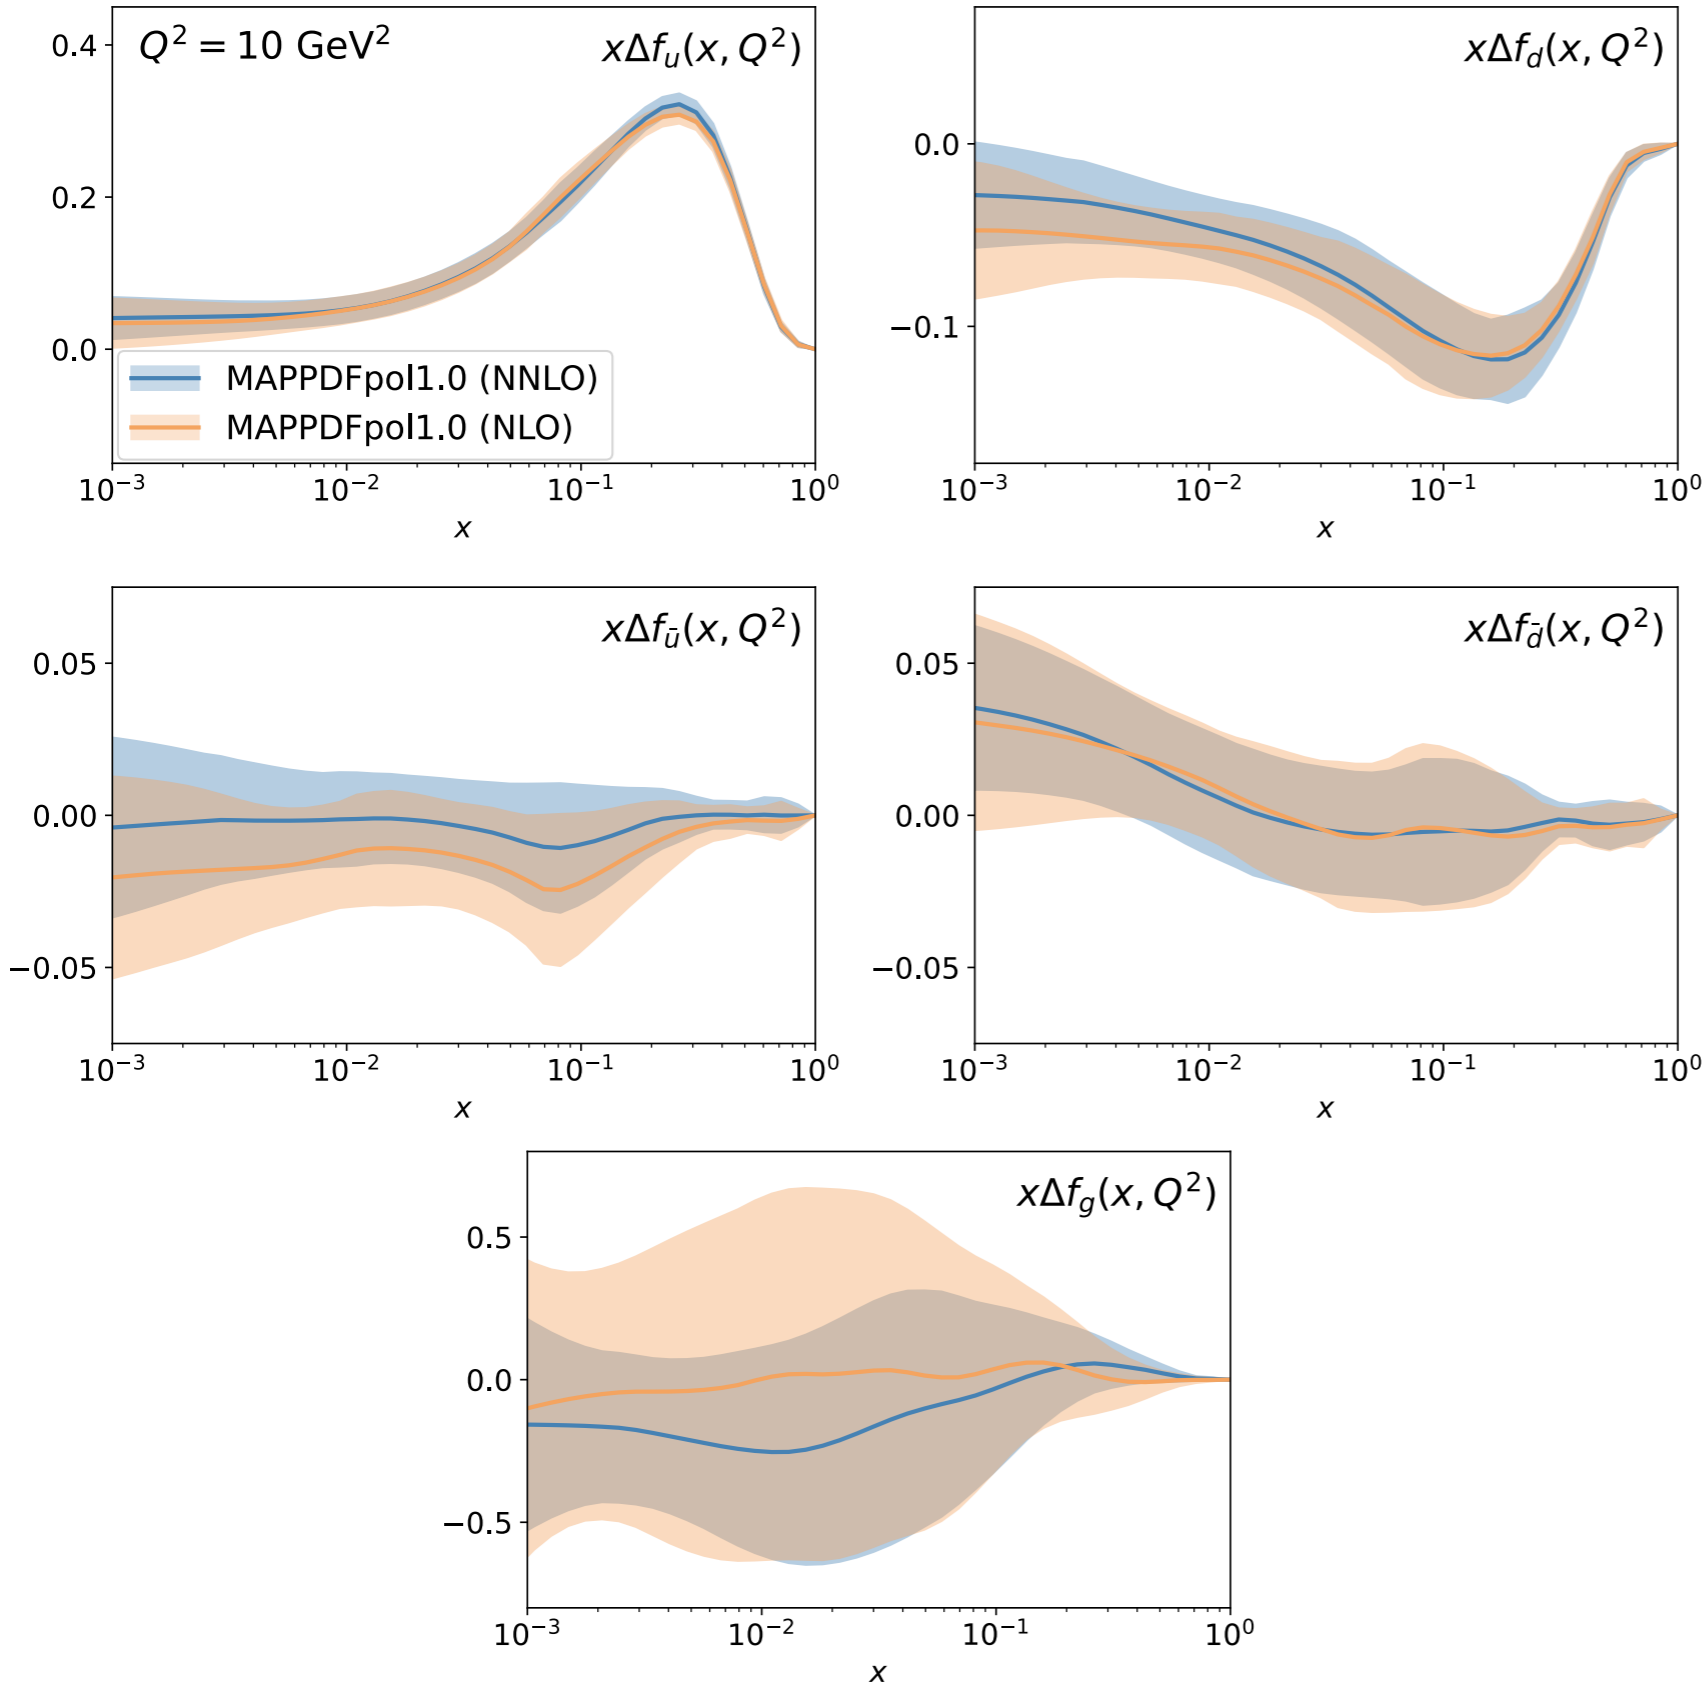 Q² = 10 GeV²
xΔf_u(x, Q²)
0.4
0.2
0.0
MAPPDFpol1.0 (NNLO)
MAPPDFpol1.0 (NLO)
10⁻³ 10⁻² 10⁻¹ 10⁰
x
xΔf_d(x, Q²)
0.0
−0.1
10⁻³ 10⁻² 10⁻¹ 10⁰
x
xΔf_ū(x, Q²)
0.05
0.00
−0.05
10⁻³ 10⁻² 10⁻¹ 10⁰
x
xΔf_d̄(x, Q²)
0.05
0.00
−0.05
10⁻³ 10⁻² 10⁻¹ 10⁰
x
xΔf_g(x, Q²)
0.5
0.0
−0.5
10⁻³ 10⁻² 10⁻¹ 10⁰
x